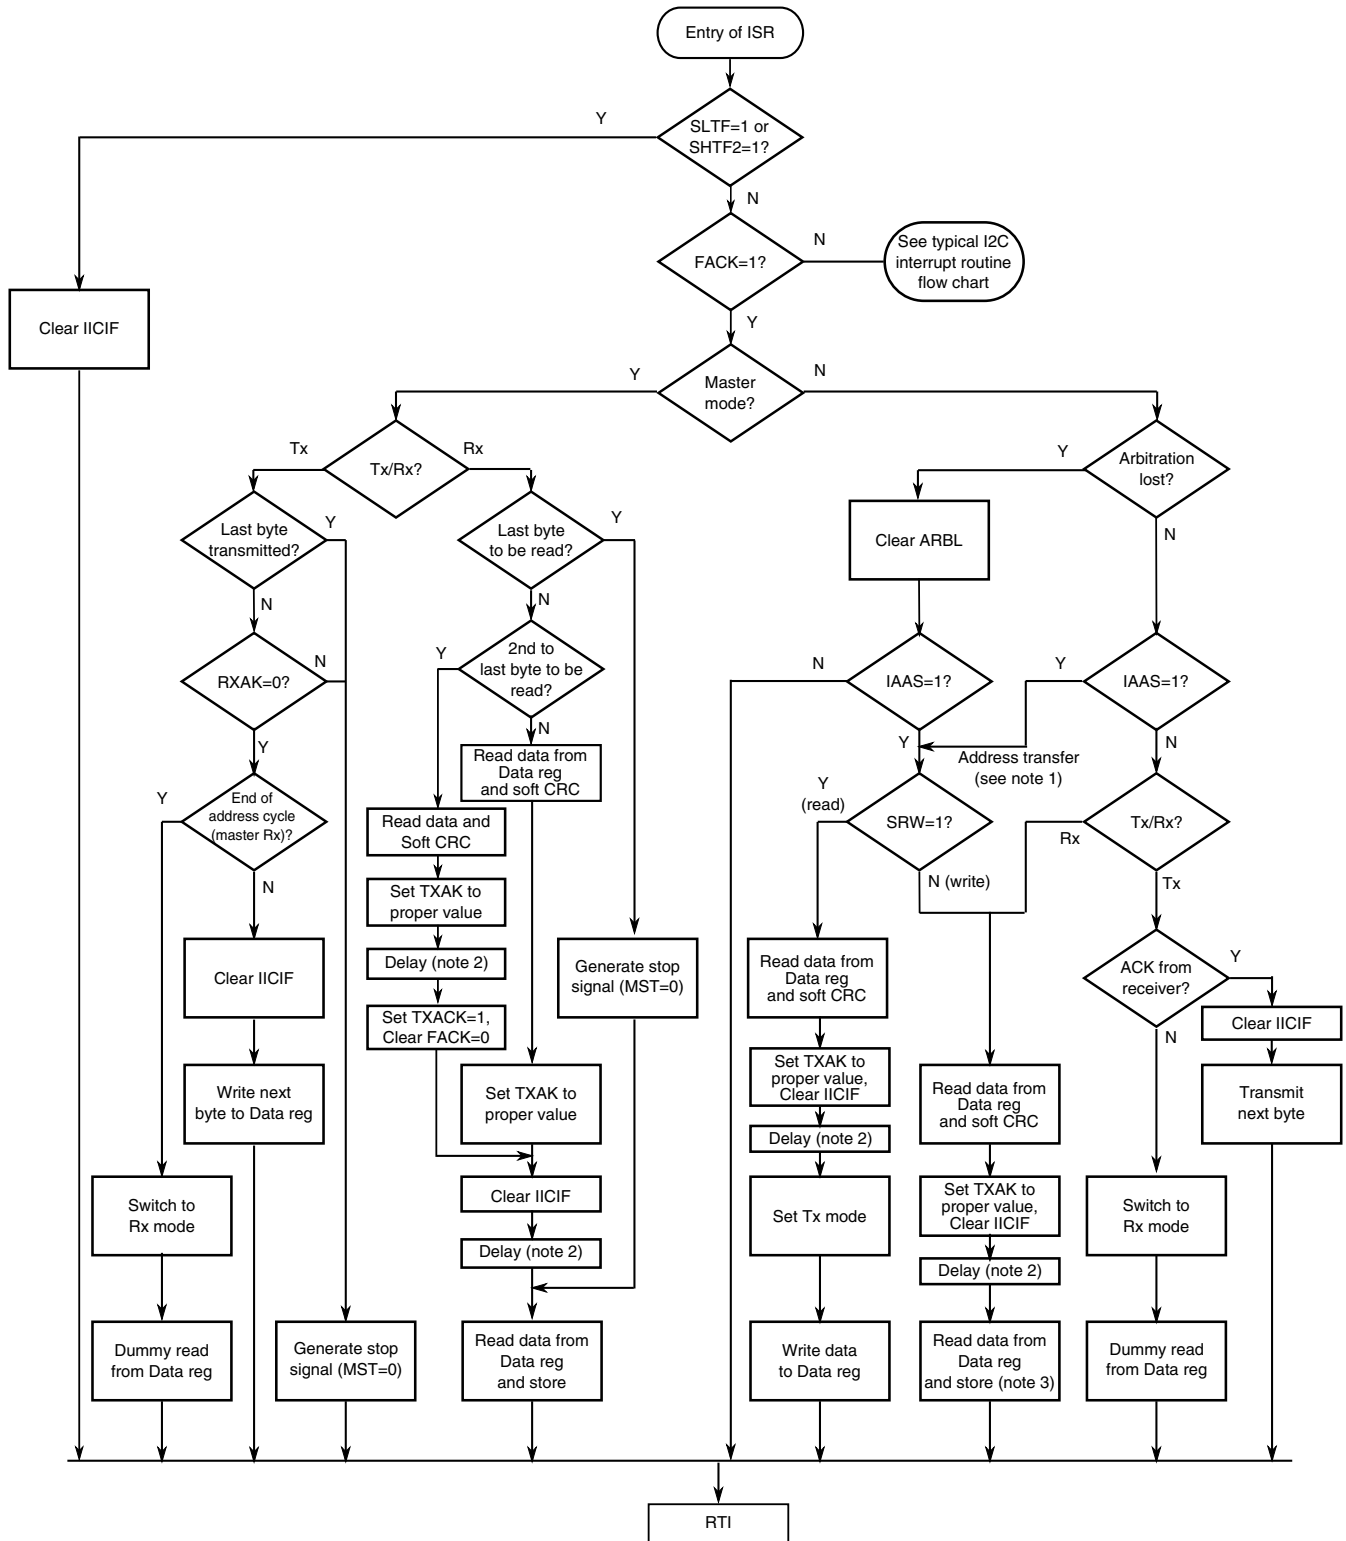 Entry of ISR
Y
SLTF=1 or
SHTF2=1?
N
FACK=1?
N
See typical I2C
interrupt routine
flow chart
Clear IICIF
Y
Y
Master
mode?
N
Tx
Tx/Rx?
Rx
Y
Arbitration
lost?
Last byte
transmitted?
Y
Last byte
to be read?
Y
Clear ARBL
N
N
N
RXAK=0?
N
Y
2nd to
last byte to be
read?
N
IAAS=1?
Y
IAAS=1?
Y
N
Read data from
Data reg
and soft CRC
Y
Address transfer
(see note 1)
N
Y
End of
address cycle
(master Rx)?
Read data and
Soft CRC
Y
(read)
SRW=1?
Rx
Tx/Rx?
N
Set TXAK to
proper value
N (write)
Tx
Clear IICIF
Delay (note 2)
Generate stop
signal (MST=0)
Read data from
Data reg
and soft CRC
ACK from
receiver?
Y
Set TXACK=1,
Clear FACK=0
Clear IICIF
N
Write next
byte to Data reg
Set TXAK to
proper value
Set TXAK to
proper value,
Clear IICIF
Read data from
Data reg
and soft CRC
Transmit
next byte
Delay (note 2)
Switch to
Rx mode
Clear IICIF
Set Tx mode
Set TXAK to
proper value,
Clear IICIF
Switch to
Rx mode
Delay (note 2)
Delay (note 2)
Dummy read
from Data reg
Generate stop
signal (MST=0)
Read data from
Data reg
and store
Write data
to Data reg
Read data from
Data reg
and store (note 3)
Dummy read
from Data reg
RTI